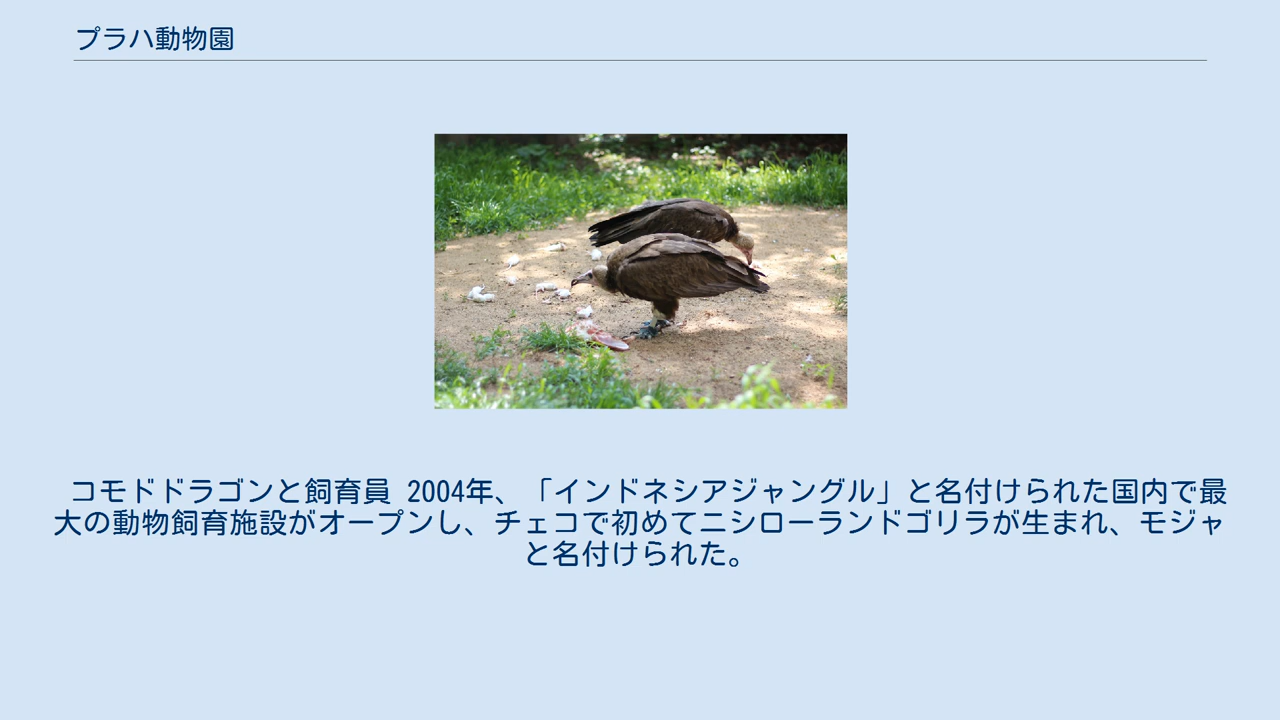 プラハ動物園
コモドドラゴンと飼育員 2004年、「インドネシアジャングル」と名付けられた国内で最
大の動物飼育施設がオープンし、チェコで初めてニシローランドゴリラが生まれ、モジャ
と名付けられた。